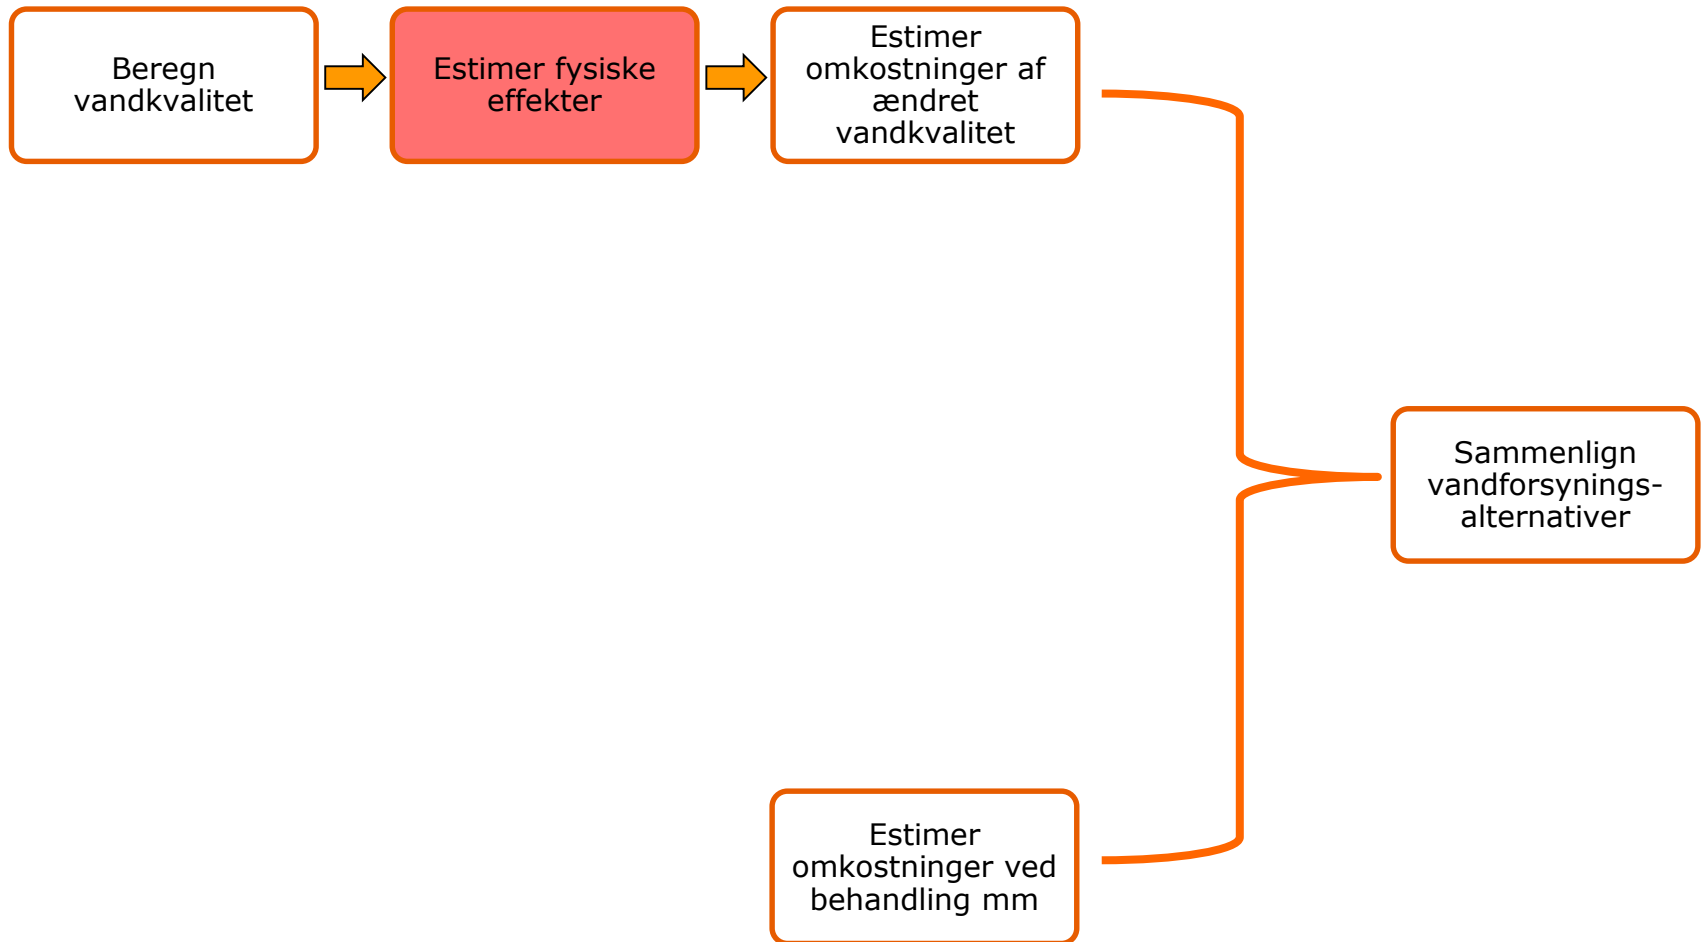 Beregn
vandkvalitet
Estimer fysiske
effekter
Estimer
omkostninger af
ændret
vandkvalitet
Sammenlign
vandforsynings-
alternativer
Estimer
omkostninger ved
behandling mm